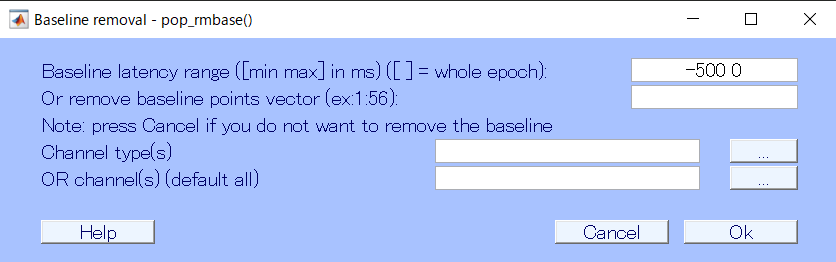 Baseline removal - pop_rmbase()
Baseline latency range ([min max] in ms) ([ ] = whole epoch): -500 0
Or remove baseline points vector (ex:1:56):
Note: press Cancel if you do not want to remove the baseline
Channel type(s) ...
OR channel(s) (default all) ...
Help Cancel Ok